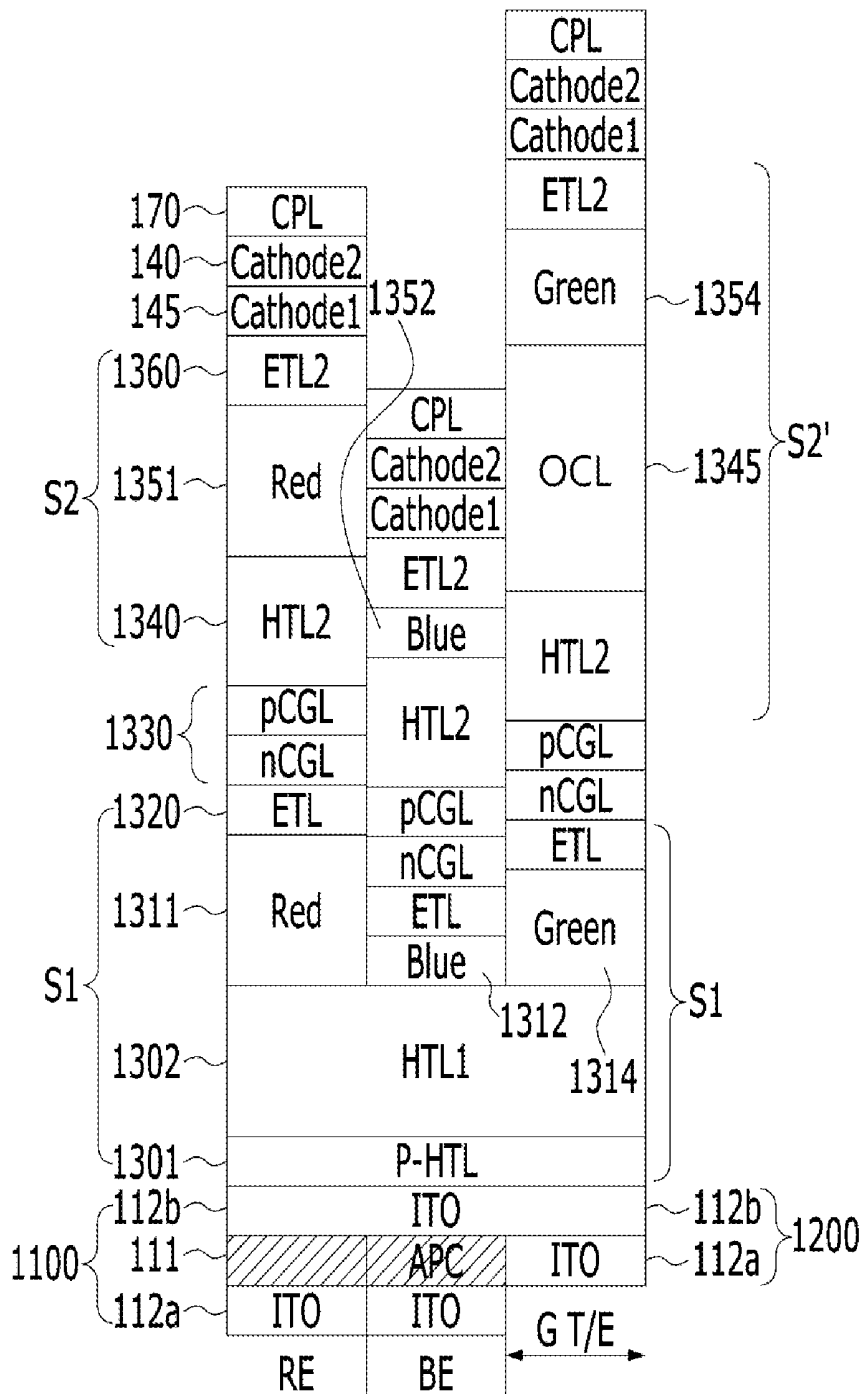 CPL
Cathode2
Cathode1
ETL2
Green
1354
OCL
1345
S2'
HTL2
pCGL
nCGL
ETL
Green
1314
S1
170
CPL
140
Cathode2
145
Cathode1
1360
ETL2
S2
1351
Red
1340
HTL2
1330
pCGL
nCGL
1320
ETL
1311
Red
S1
1352
CPL
Cathode2
Cathode1
ETL2
Blue
HTL2
pCGL
nCGL
ETL
Blue
1312
1302
HTL1
1301
P-HTL
112b
ITO
112b
1200
1100
111
APC
ITO
112a
112a
ITO
ITO
G T/E
RE
BE